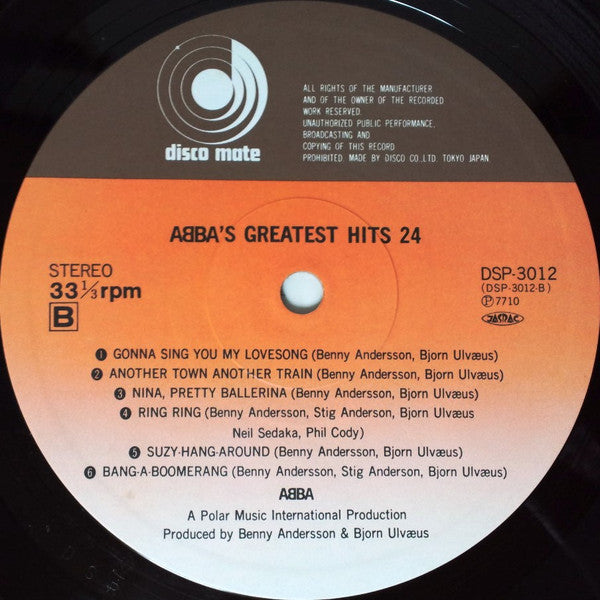 disco mate
ALL RIGHTS OF THE MANUFACTURER
AND OF THE OWNER OF THE RECORDED
WORK RESERVED.
UNAUTHORIZED PUBLIC PERFORMANCE,
BROADCASTING AND
COPYING OF THIS RECORD
PROHIBITED. MADE BY DISCO CO., LTD. TOKYO JAPAN
ABBA'S GREATEST HITS 24
STEREO
33 1/3 rpm
B
DSP-3012
(DSP-3012-B)
Ⓟ7710
JASRAC
❶ GONNA SING YOU MY LOVESONG (Benny Andersson, Bjorn Ulvæus)
❷ ANOTHER TOWN ANOTHER TRAIN (Benny Andersson, Bjorn Ulvæus)
❸ NINA, PRETTY BALLERINA (Benny Andersson, Bjorn Ulvæus)
❹ RING RING (Benny Andersson, Stig Anderson, Bjorn Ulvæus
Neil Sedaka, Phil Cody)
❺ SUZY-HANG-AROUND (Benny Andersson, Bjorn Ulvæus)
❻ BANG-A-BOOMERANG (Benny Andersson, Stig Anderson, Bjorn Ulvæus)
ABBA
A Polar Music International Production
Produced by Benny Andersson & Bjorn Ulvæus